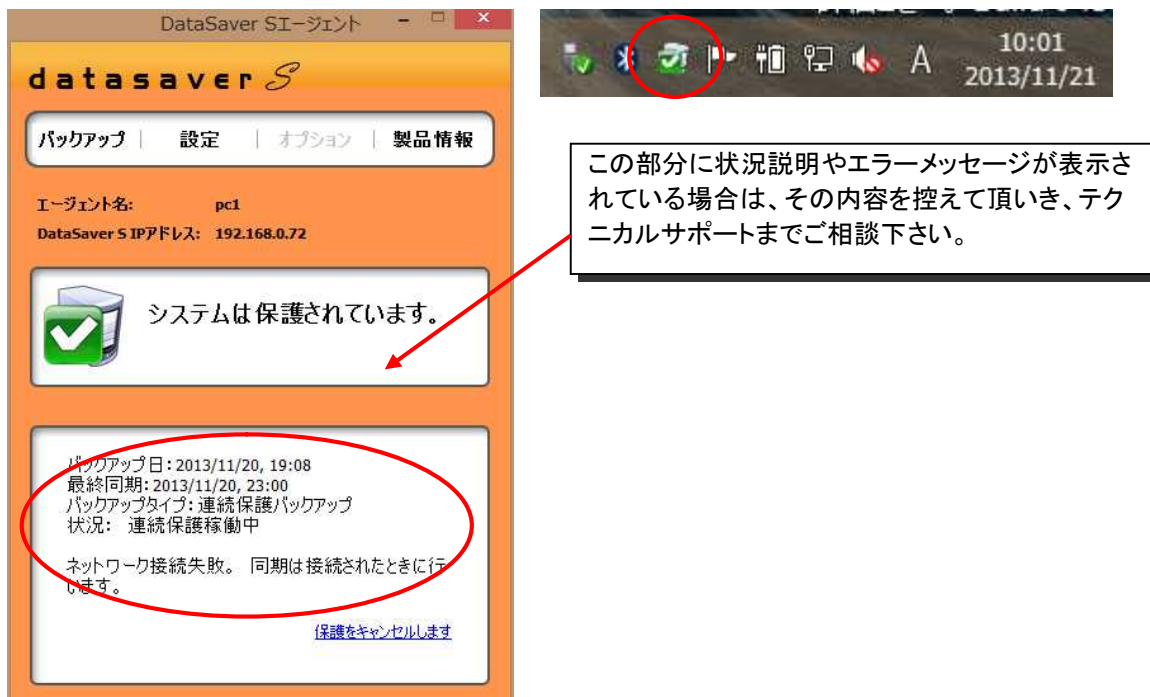 DataSaver Sエージェント
datasaver S
バックアップ | 設定 | オプション | 製品情報
エージェント名: pc1
DataSaver S IPアドレス: 192.168.0.72
システムは保護されています。
バックアップ日:2013/11/20, 19:08
最終同期:2013/11/20, 23:00
バックアップタイプ:連続保護バックアップ
状況: 連続保護稼働中
ネットワーク接続失敗。 同期は接続されたときに行
います。
保護をキャンセルします
A
10:01
2013/11/21
この部分に状況説明やエラーメッセージが表示さ
れている場合は、その内容を控えて頂いき、テク
ニカルサポートまでご相談下さい。